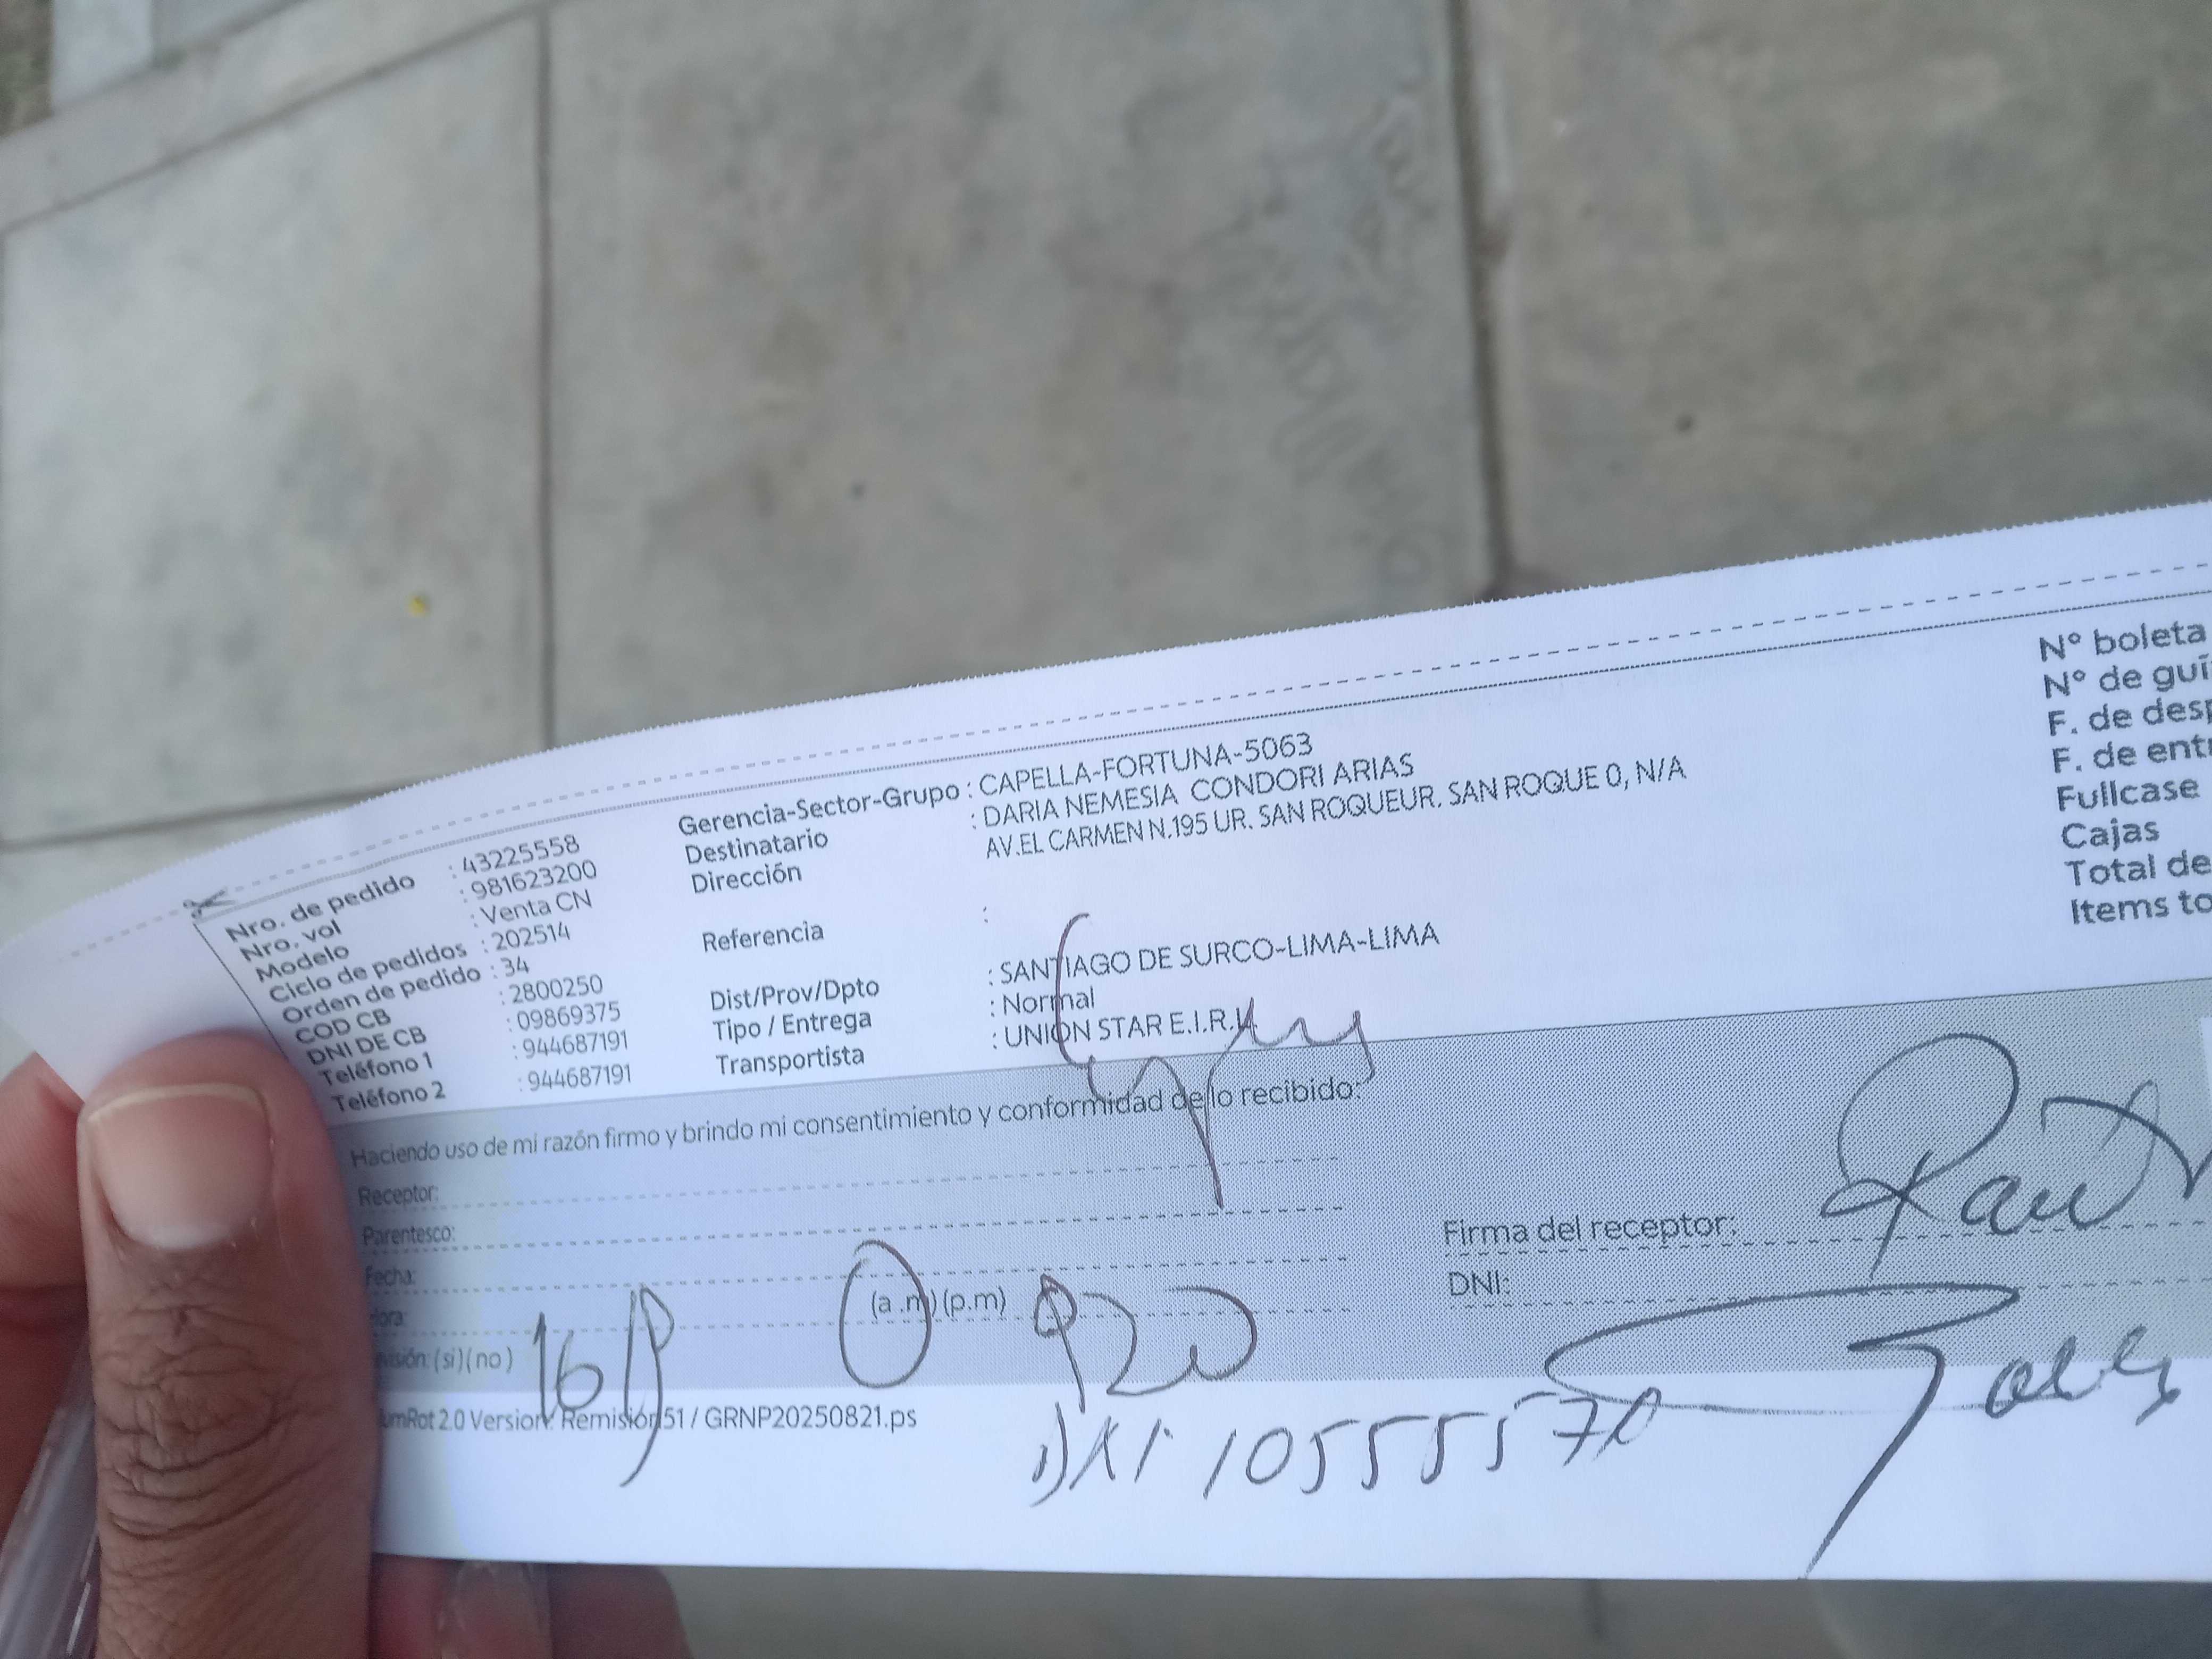 Nro. de pedido : 43225558
Nro. vol : 981623200
Modelo : Venta CN
Ciclo de pedidos : 202514
Orden de pedido : 34
COD CB : 2800250
DNI DE CB : 09869375
Teléfono 1 : 944687191
Teléfono 2 : 944687191
Gerencia-Sector-Grupo : CAPELLA-FORTUNA-5063
Destinatario : DARIA NEMESIA CONDORI ARIAS
Dirección AV.EL CARMEN N.195 UR. SAN ROQUEUR. SAN ROQUE 0, N/A
Referencia :
Dist/Prov/Dpto : SANTIAGO DE SURCO-LIMA-LIMA
Tipo / Entrega : Normal
Transportista : UNION STAR E.I.R.L
N° boleta
N° de guí
F. de desp
F. de entr
Fullcase
Cajas
Total de
Items to
Haciendo uso de mi razón firmo y brindo mi consentimiento y conformidad de lo recibido:
Receptor:
Parentesco:
Fecha:
(a.m)(p.m)
(si)(no)
Firma del receptor:
DNI:
2.0 Version: Remisión 51 / GRNP20250821.ps